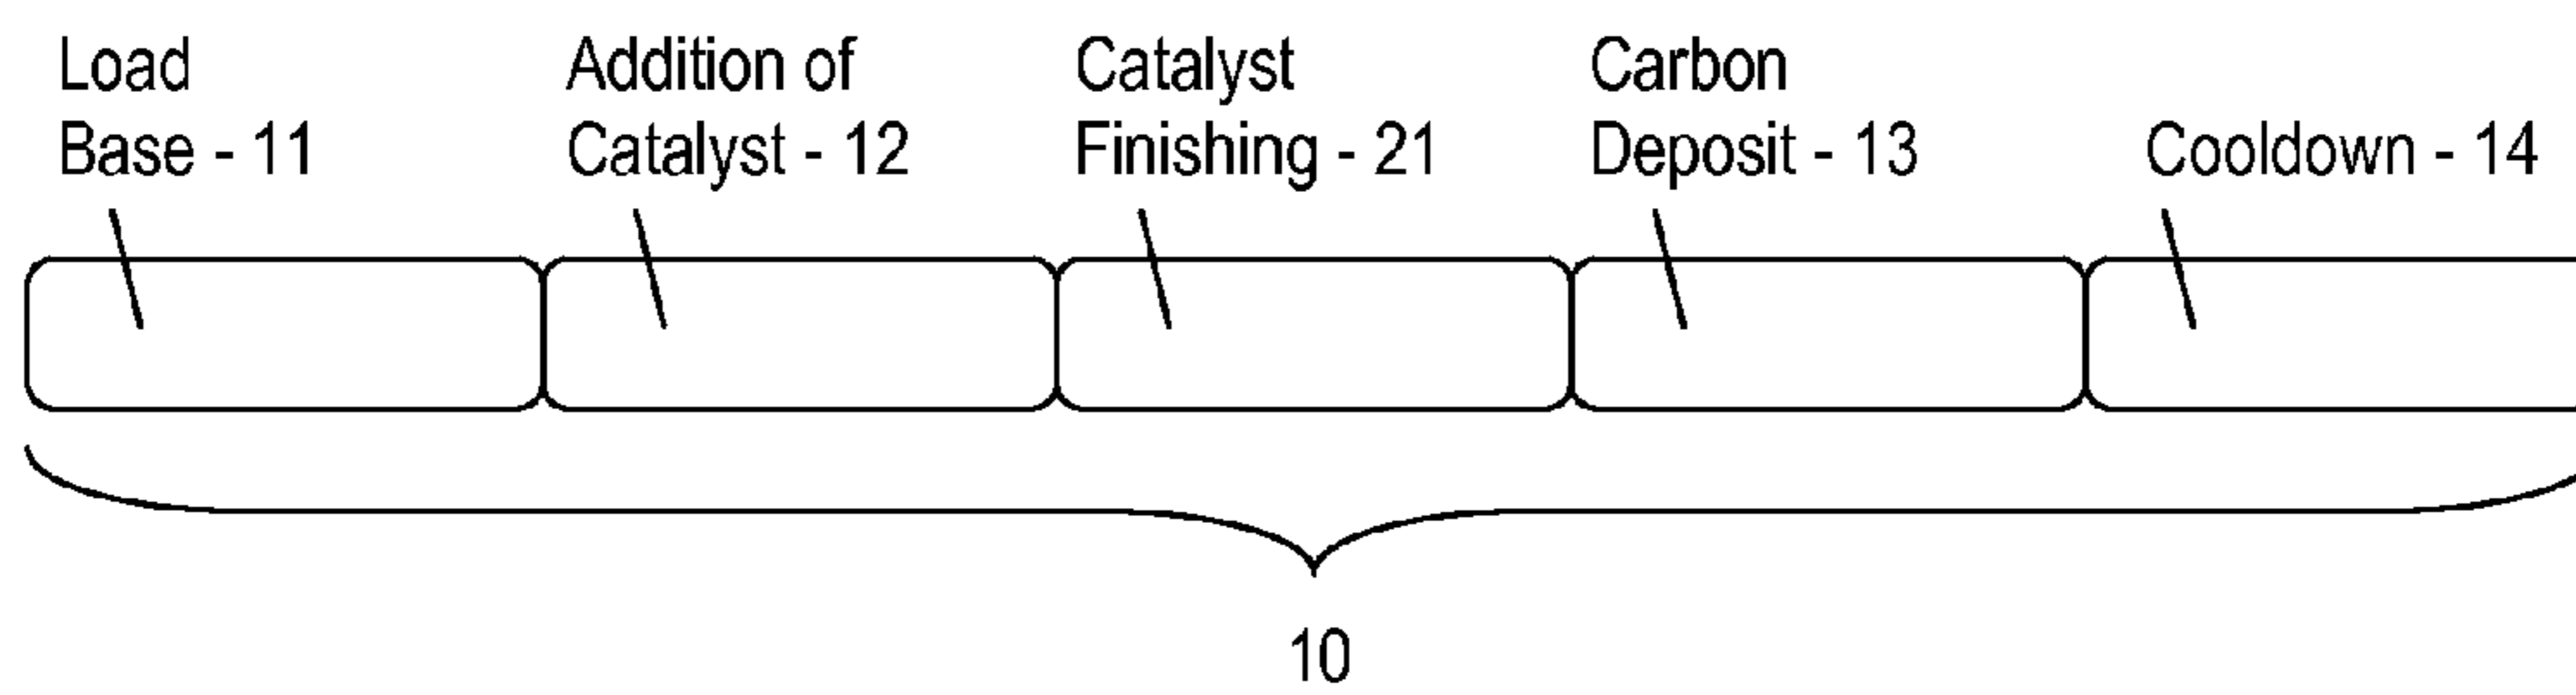 Load
Base - 11
Addition of
Catalyst - 12
Catalyst
Finishing - 21
Carbon
Deposit - 13
Cooldown - 14
10